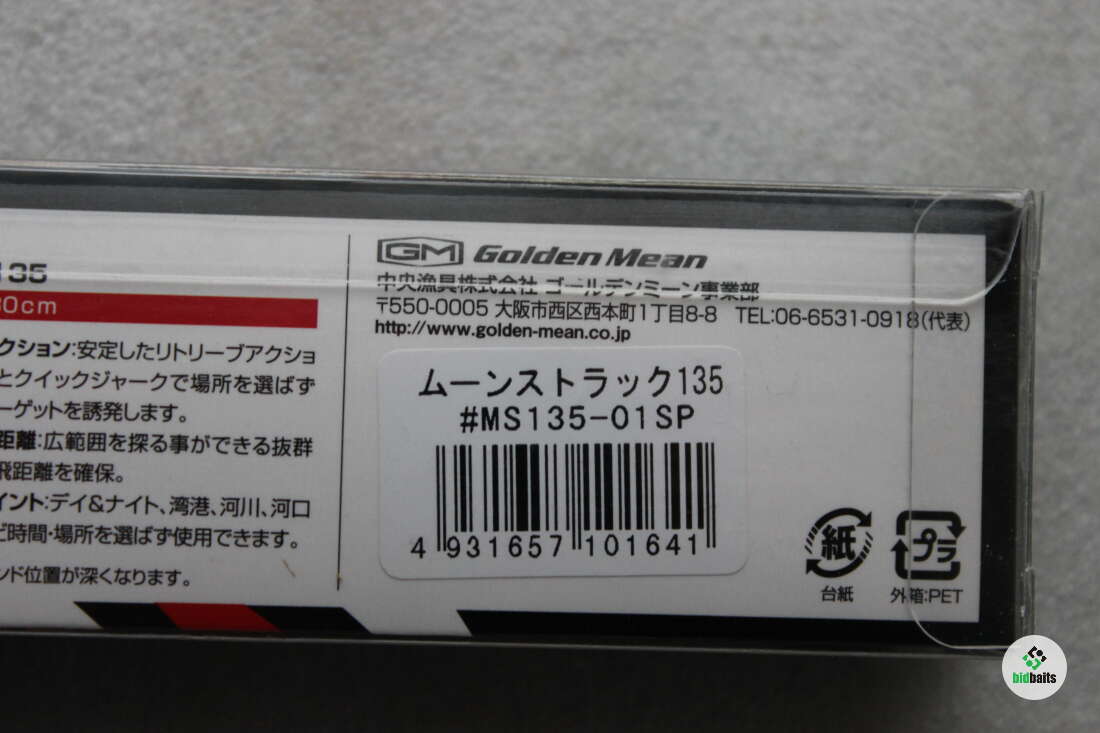 135
0cm
クション:安定したリトリーブアクショ
とクイックジャークで場所を選ばず
ーゲットを誘発します。
距離:広範囲を探る事ができる抜群
飛距離を確保。
イント:デイ&ナイト、湾港、河川、河口
ど時間・場所を選ばず使用できます。
ンド位置が深くなります。
GM Golden Mean
中央漁具株式会社 ゴールデンミーン事業部
〒550-0005 大阪市西区西本町1丁目8-8 TEL:06-6531-0918(代表)
http://www.golden-mean.co.jp
ムーンストラック135
#MS135-01SP
4 931657 101641
紙
台紙
プラ
外箱:PET
bidbaits